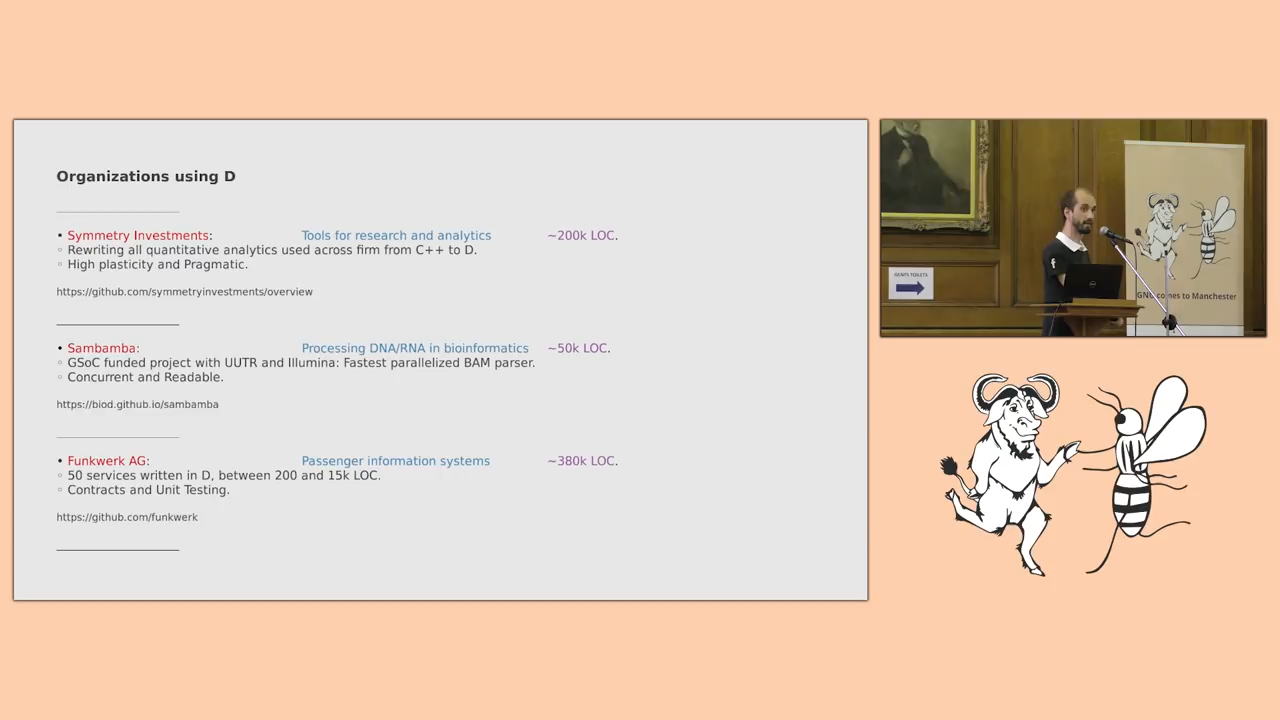 Organizations using D
• Symmetry Investments: Tools for research and analytics ~200k LOC.
◦ Rewriting all quantitative analytics used across firm from C++ to D.
◦ High plasticity and Pragmatic.
https://github.com/symmetryinvestments/overview
• Sambamba: Processing DNA/RNA in bioinformatics ~50k LOC.
◦ GSoC funded project with UUTR and Illumina: Fastest parallelized BAM parser.
◦ Concurrent and Readable.
https://biod.github.io/sambamba
• Funkwerk AG: Passenger information systems ~380k LOC.
◦ 50 services written in D, between 200 and 15k LOC.
◦ Contracts and Unit Testing.
https://github.com/funkwerk
GENTS TOILETS
GNU comes to Manchester